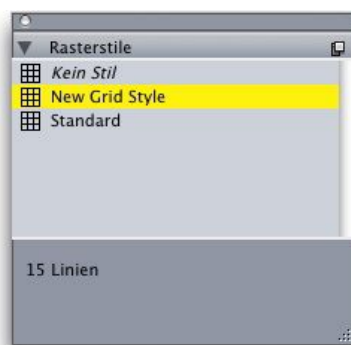 Rasterstile
Kein Stil
New Grid Style
Standard
15 Linien